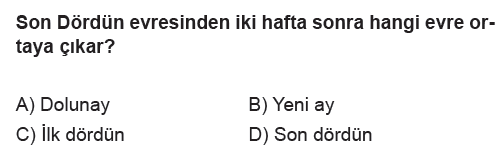 Son Dördün evresinden iki hafta sonra hangi evre or-
taya çıkar?
A) Dolunay B) Yeni ay
C) İlk dördün D) Son dördün